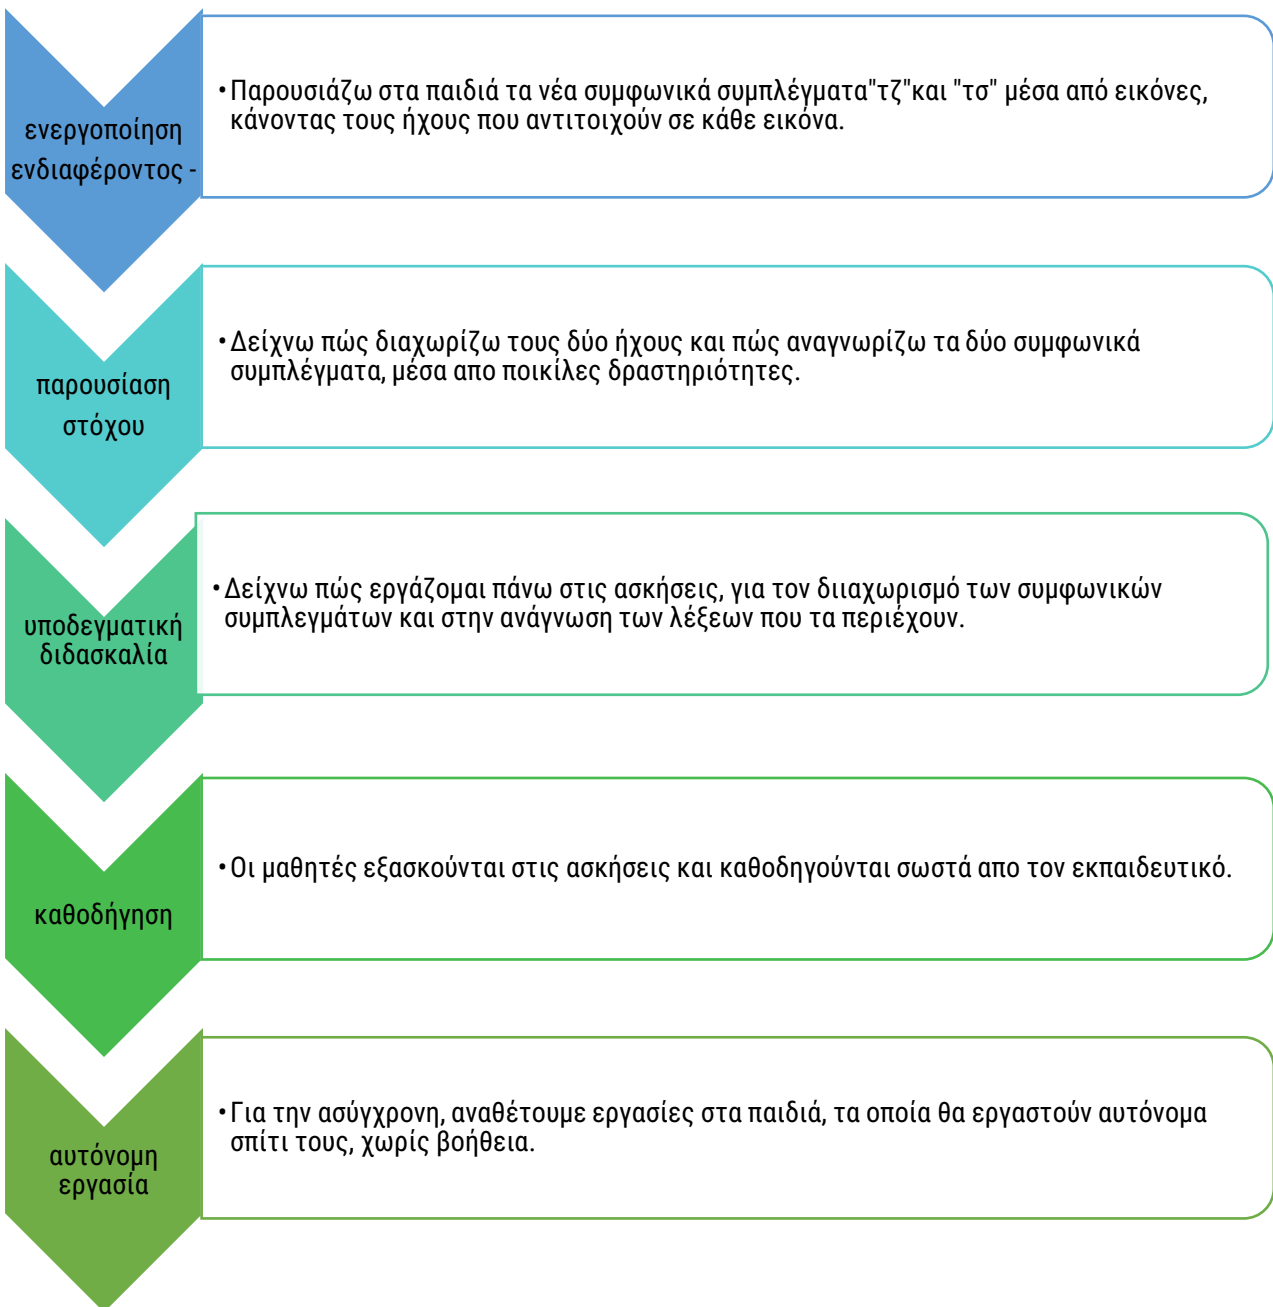 ενεργοποίηση
ενδιαφέροντος -
•Παρουσιάζω στα παιδιά τα νέα συμφωνικά συμπλέγματα"τζ"και "τσ" μέσα από εικόνες,
κάνοντας τους ήχους που αντιτοιχούν σε κάθε εικόνα.
παρουσίαση
στόχου
•Δείχνω πώς διαχωρίζω τους δύο ήχους και πώς αναγνωρίζω τα δύο συμφωνικά
συμπλέγματα, μέσα απο ποικίλες δραστηριότητες.
υποδεγματική
διδασκαλία
•Δείχνω πώς εργάζομαι πάνω στις ασκήσεις, για τον διιαχωρισμό των συμφωνικών
συμπλεγμάτων και στην ανάγνωση των λέξεων που τα περιέχουν.
καθοδήγηση
•Οι μαθητές εξασκούνται στις ασκήσεις και καθοδηγούνται σωστά απο τον εκπαιδευτικό.
αυτόνομη
εργασία
•Για την ασύγχρονη, αναθέτουμε εργασίες στα παιδιά, τα οποία θα εργαστούν αυτόνομα
σπίτι τους, χωρίς βοήθεια.